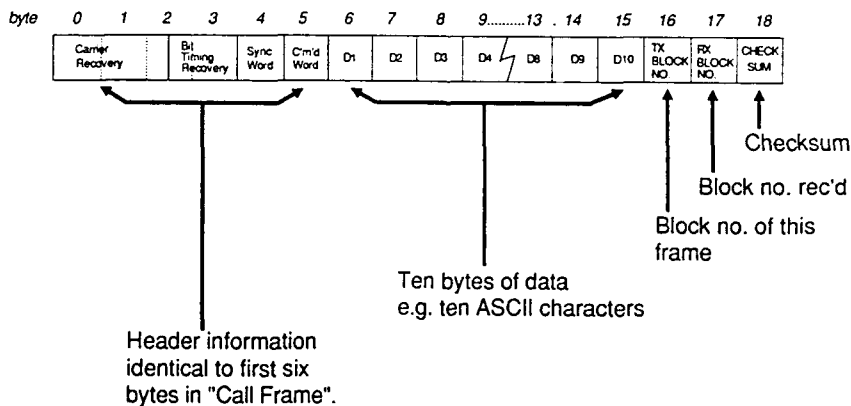 byte 0 1 2 3 4 5 6 7 8 9.........13 . 14 15 16 17 18
Carrier Recovery
Bit Timing Recovery
Sync Word
C'm'd Word
D1 D2 D3 D4 D8 D9 D10
TX BLOCK NO.
RX BLOCK NO.
CHECK SUM
Checksum
Block no. rec'd
Block no. of this
frame
Ten bytes of data
e.g. ten ASCII characters
Header information
identical to first six
bytes in "Call Frame".